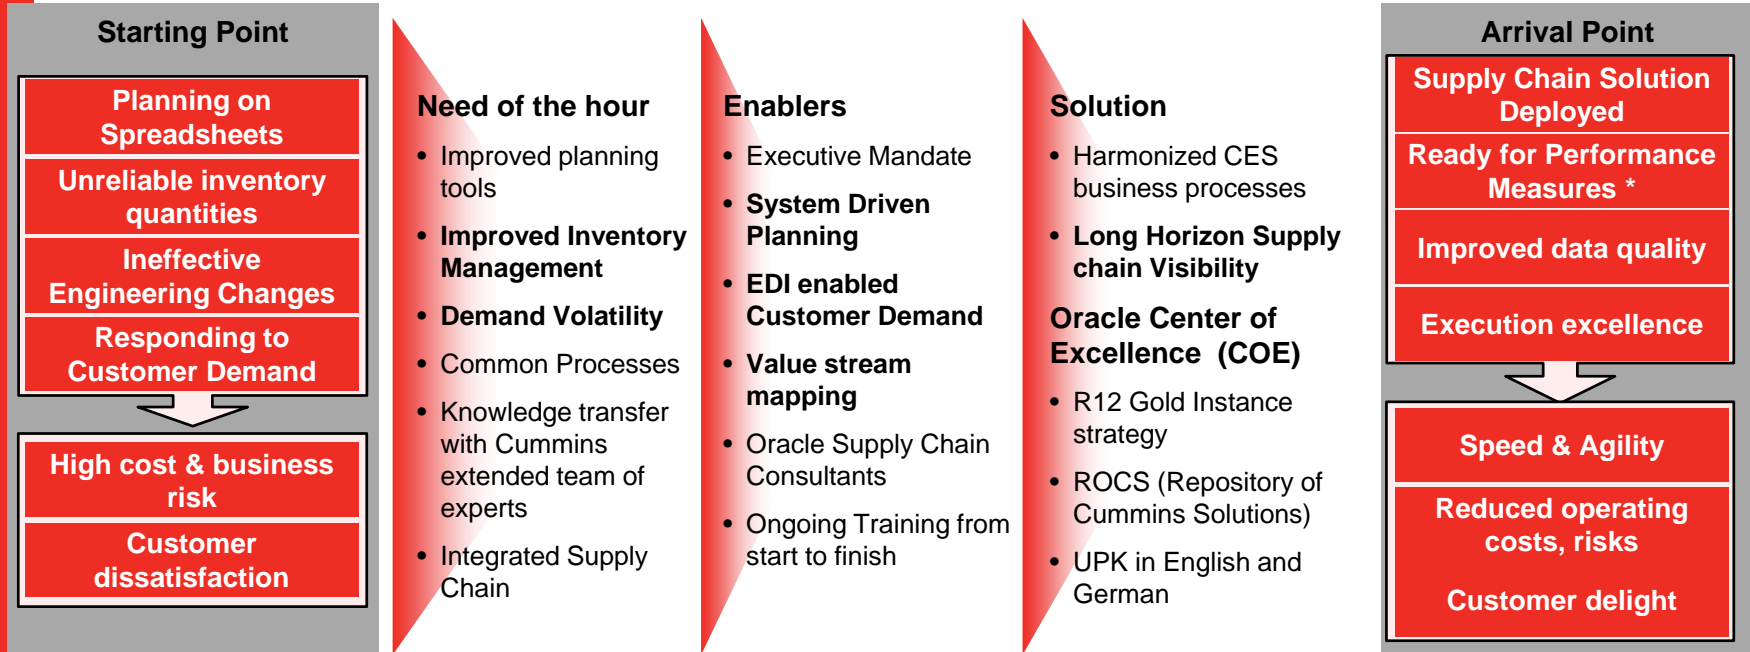 Starting Point
Planning on
Spreadsheets
Unreliable inventory
quantities
Ineffective
Engineering Changes
Responding to
Customer Demand
High cost & business
risk
Customer
dissatisfaction
Need of the hour
• Improved planning
tools
• Improved Inventory
Management
• Demand Volatility
• Common Processes
• Knowledge transfer
with Cummins
extended team of
experts
• Integrated Supply
Chain
Enablers
• Executive Mandate
• System Driven
Planning
• EDI enabled
Customer Demand
• Value stream
mapping
• Oracle Supply Chain
Consultants
• Ongoing Training from
start to finish
Solution
• Harmonized CES
business processes
• Long Horizon Supply
chain Visibility
Oracle Center of
Excellence (COE)
• R12 Gold Instance
strategy
• ROCS (Repository of
Cummins Solutions)
• UPK in English and
German
Arrival Point
Supply Chain Solution
Deployed
Ready for Performance
Measures *
Improved data quality
Execution excellence
Speed & Agility
Reduced operating
costs, risks
Customer delight